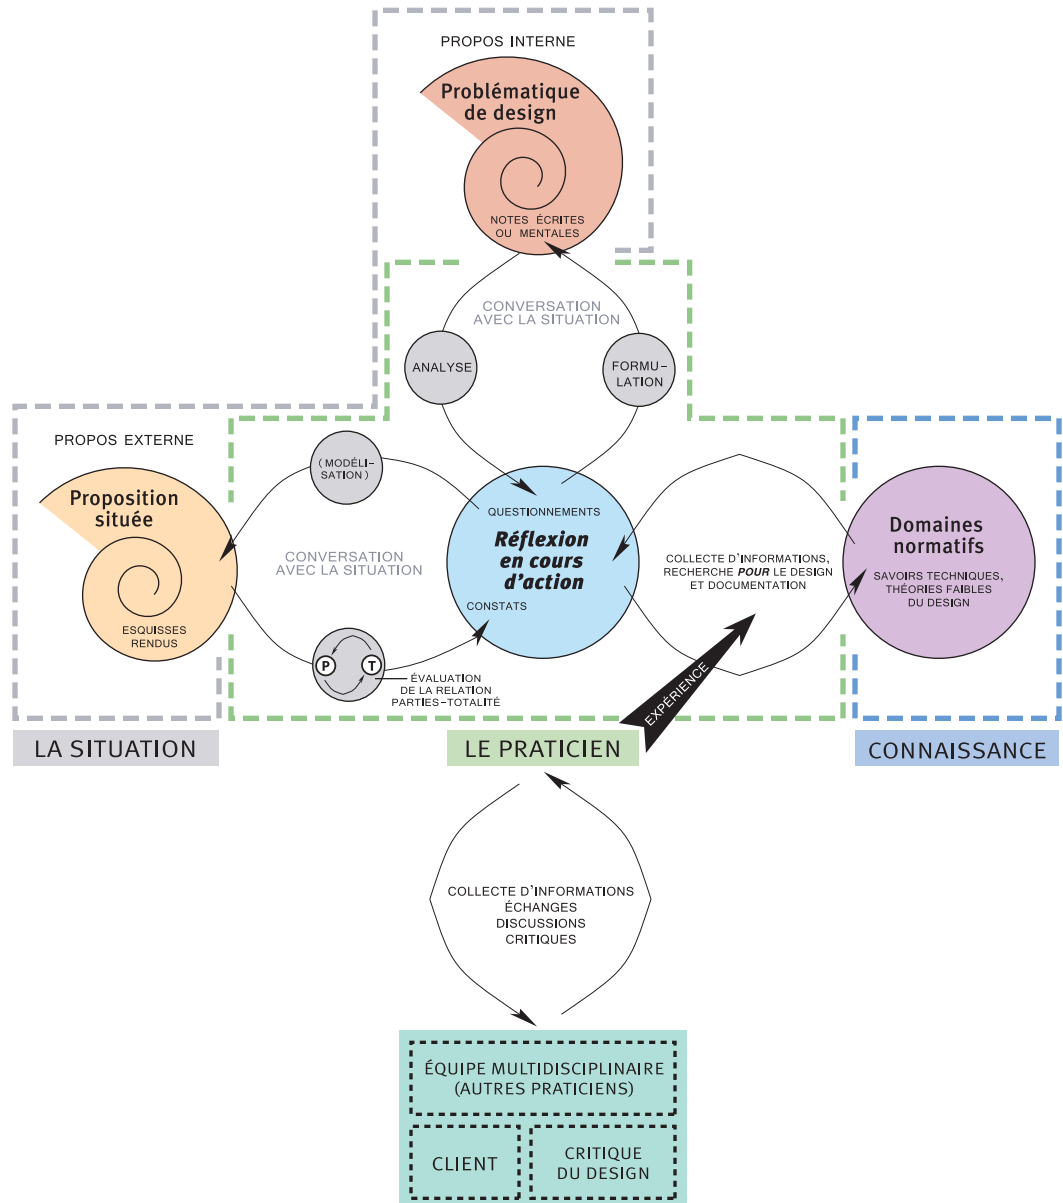 PROPOS INTERNE
Problématique
de design
NOTES ÉCRITES
OU MENTALES
CONVERSATION
AVEC LA SITUATION
ANALYSE
FORMU-
LATION
PROPOS EXTERNE
Proposition
située
ESQUISSES
RENDUS
(MODÉLI-
SATION)
CONVERSATION
AVEC LA SITUATION
P
T
ÉVALUATION
DE LA RELATION
PARTIES-TOTALITÉ
QUESTIONNEMENTS
Réflexion
en cours
d'action
CONSTATS
COLLECTE D'INFORMATIONS,
RECHERCHE POUR LE DESIGN
ET DOCUMENTATION
EXPÉRIENCE
Domaines
normatifs
SAVOIRS TECHNIQUES,
THÉORIES FAIBLES
DU DESIGN
LA SITUATION
LE PRATICIEN
CONNAISSANCE
COLLECTE D'INFORMATIONS
ÉCHANGES
DISCUSSIONS
CRITIQUES
ÉQUIPE MULTIDISCIPLINAIRE
(AUTRES PRATICIENS)
CLIENT
CRITIQUE
DU DESIGN